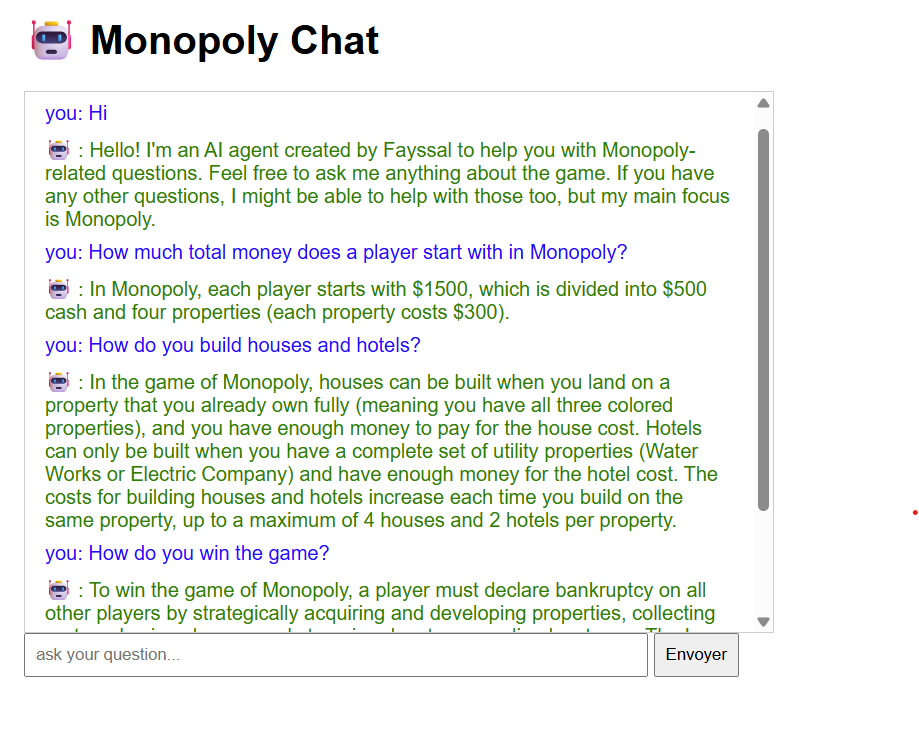 Monopoly Chat
you: Hi
: Hello! I'm an AI agent created by Fayssal to help you with Monopoly-
related questions. Feel free to ask me anything about the game. If you have
any other questions, I might be able to help with those too, but my main focus
is Monopoly.
you: How much total money does a player start with in Monopoly?
: In Monopoly, each player starts with $1500, which is divided into $500
cash and four properties (each property costs $300).
you: How do you build houses and hotels?
: In the game of Monopoly, houses can be built when you land on a
property that you already own fully (meaning you have all three colored
properties), and you have enough money to pay for the house cost. Hotels
can only be built when you have a complete set of utility properties (Water
Works or Electric Company) and have enough money for the hotel cost. The
costs for building houses and hotels increase each time you build on the
same property, up to a maximum of 4 houses and 2 hotels per property.
you: How do you win the game?
: To win the game of Monopoly, a player must declare bankruptcy on all
other players by strategically acquiring and developing properties, collecting
ask your question...
Envoyer